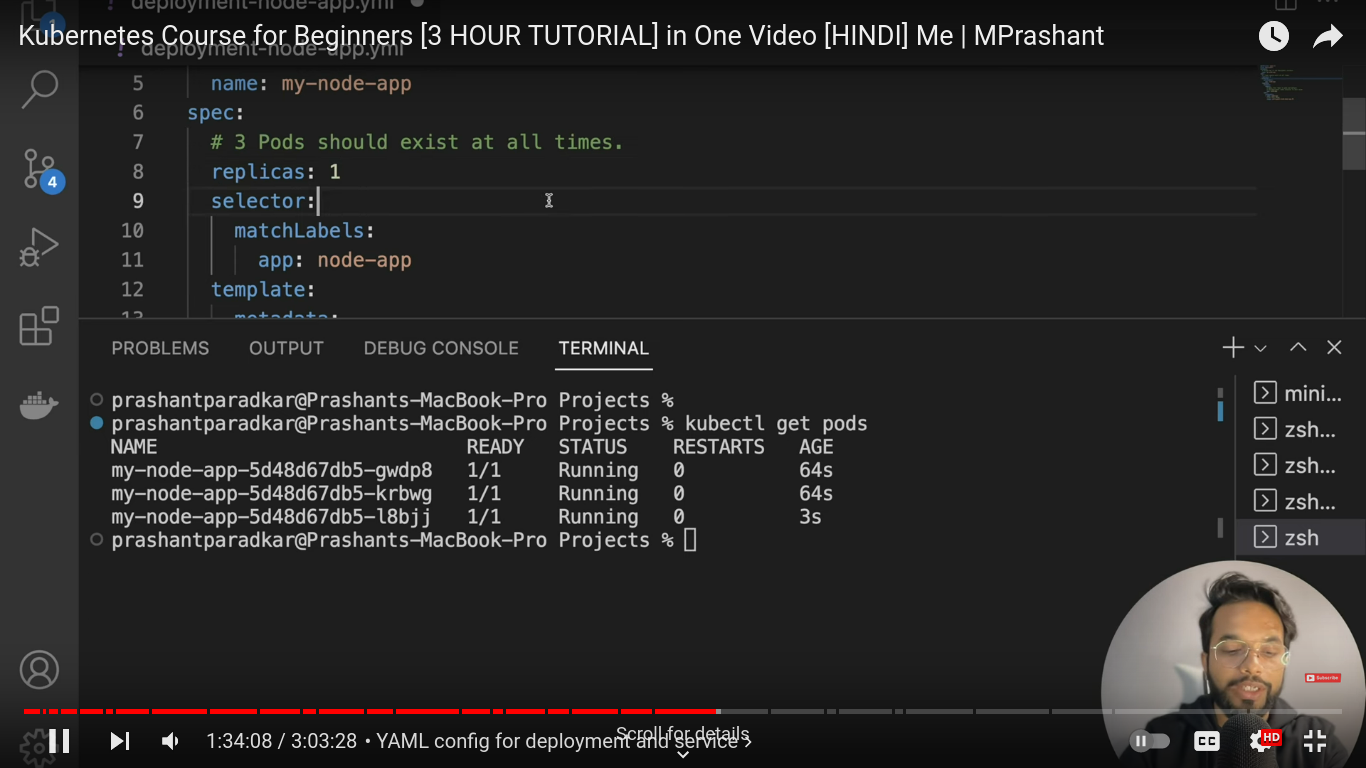 deployment-node-app.yml
1
Kubernetes Course for Beginners [3 HOUR TUTORIAL] in One Video [HINDI] Me | MPrashant
! deployment-node-app.yml
5 name: my-node-app
6 spec:
7 # 3 Pods should exist at all times.
8 replicas: 1
4
9 selector:
10 matchLabels:
11 app: node-app
12 template:
13 metadata:
PROBLEMS OUTPUT DEBUG CONSOLE TERMINAL
prashantparadkar@Prashants-MacBook-Pro Projects %
prashantparadkar@Prashants-MacBook-Pro Projects % kubectl get pods
NAME READY STATUS RESTARTS AGE
my-node-app-5d48d67db5-gwdp8 1/1 Running 0 64s
my-node-app-5d48d67db5-krbwg 1/1 Running 0 64s
my-node-app-5d48d67db5-l8bjj 1/1 Running 0 3s
prashantparadkar@Prashants-MacBook-Pro Projects %
mini...
zsh...
zsh...
zsh...
zsh
Subscribe
Scroll for details
1:34:08 / 3:03:28 • YAML config for deployment and service ›
CC
HD